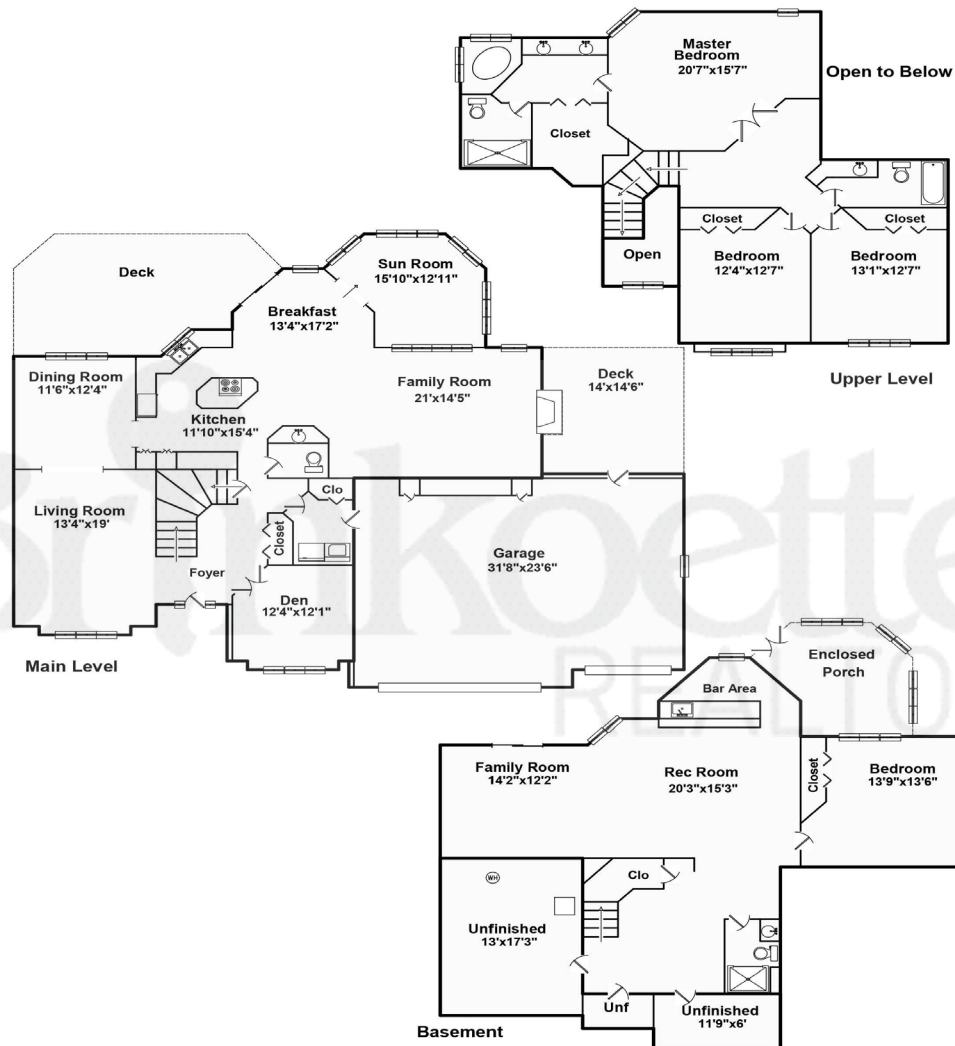 Master
Bedroom
20'7"x15'7"
Open to Below
Closet
Closet
Closet
Open
Bedroom
12'4"x12'7"
Bedroom
13'1"x12'7"
Upper Level
Deck
Sun Room
15'10"x12'11"
Breakfast
13'4"x17'2"
Dining Room
11'6"x12'4"
Kitchen
11'10"x15'4"
Family Room
21'x14'5"
Deck
14'x14'6"
Living Room
13'4"x19'
Clo
Closet
Foyer
Den
12'4"x12'1"
Garage
31'8"x23'6"
Main Level
Brinkoette
REALTO
Enclosed
Porch
Bar Area
Family Room
14'2"x12'2"
Rec Room
20'3"x15'3"
Closet
Bedroom
13'9"x13'6"
WH
Clo
Unfinished
13'x17'3"
Unf
Unfinished
11'9"x6'
Basement